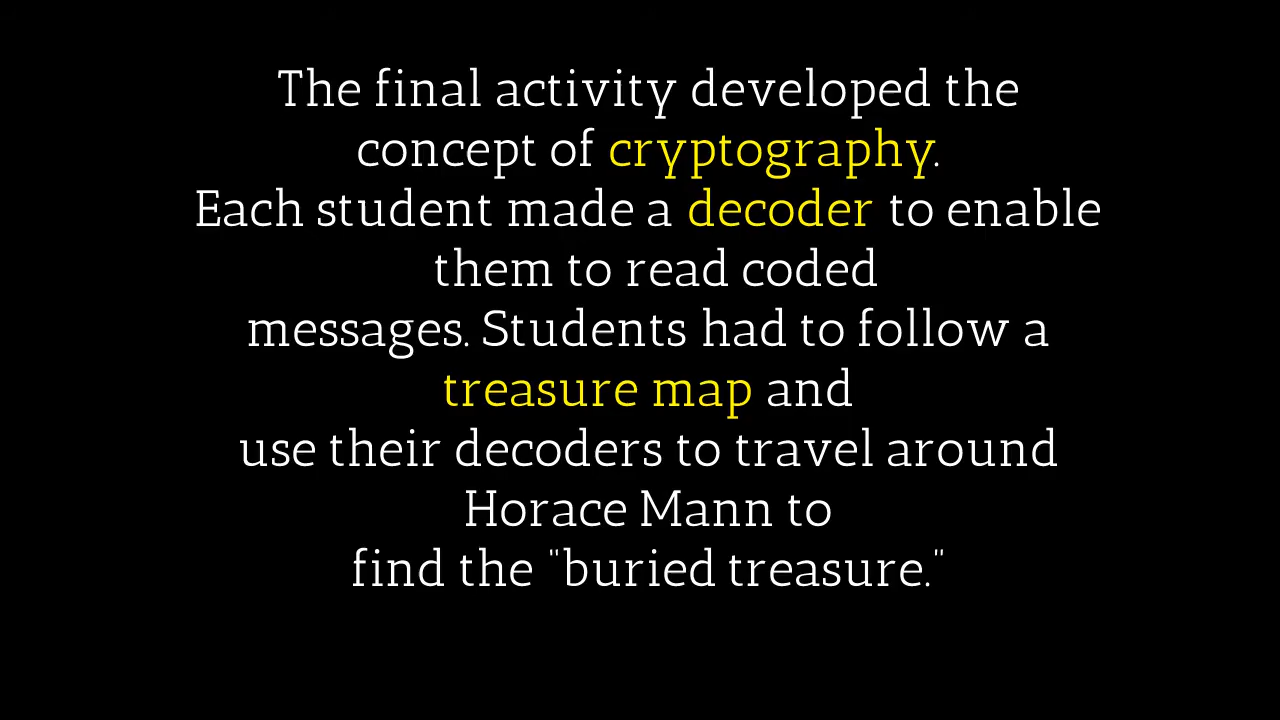 The final activity developed the
concept of cryptography.
Each student made a decoder to enable
them to read coded
messages. Students had to follow a
treasure map and
use their decoders to travel around
Horace Mann to
find the "buried treasure."